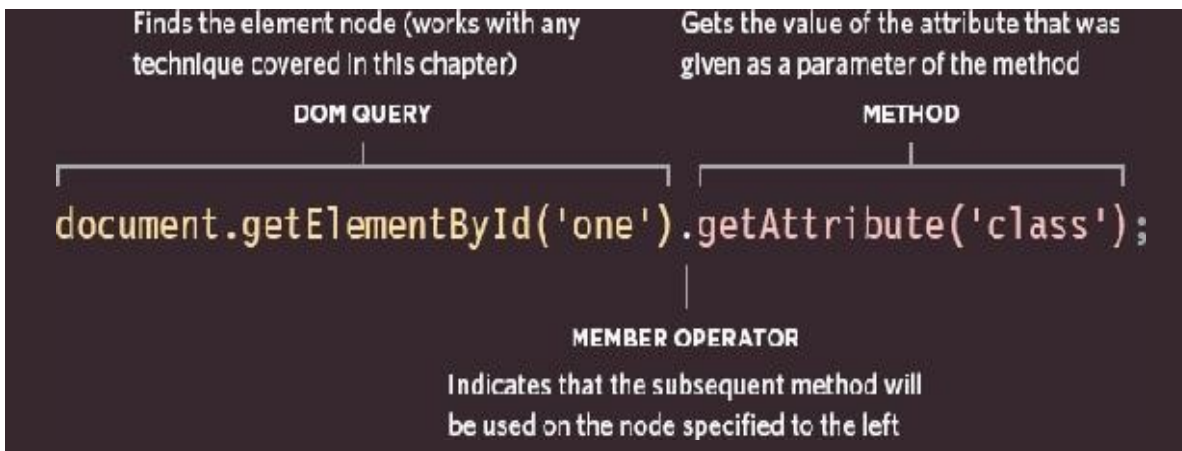 Finds the element node (works with any
technique covered in this chapter)
DOM QUERY
Gets the value of the attribute that was
given as a parameter of the method
METHOD
document.getElementById('one').getAttribute('class');
MEMBER OPERATOR
Indicates that the subsequent method will
be used on the node specified to the left